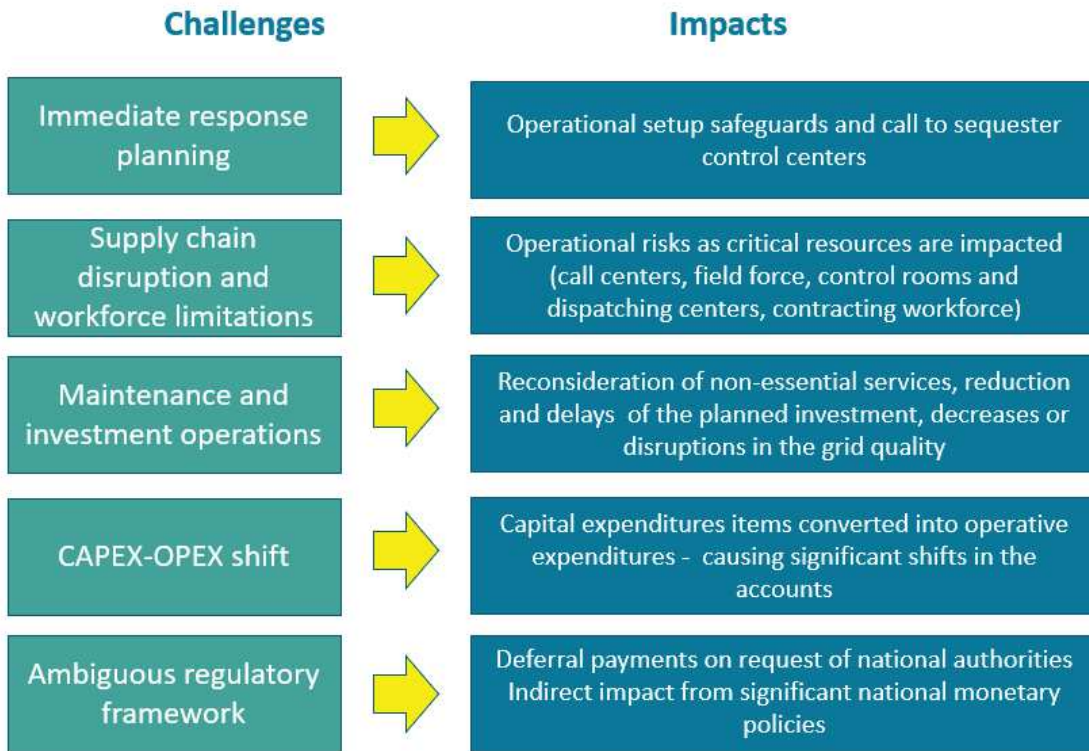 Challenges
Impacts
Immediate response
planning
Operational setup safeguards and call to sequester
control centers
Supply chain
disruption and
workforce limitations
Operational risks as critical resources are impacted
(call centers, field force, control rooms and
dispatching centers, contracting workforce)
Maintenance and
investment operations
Reconsideration of non-essential services, reduction
and delays  of the planned investment, decreases or
disruptions in the grid quality
CAPEX-OPEX shift
Capital expenditures items converted into operative
expenditures -  causing significant shifts in the
accounts
Ambiguous regulatory
framework
Deferral payments on request of national authorities
Indirect impact from significant national monetary
policies